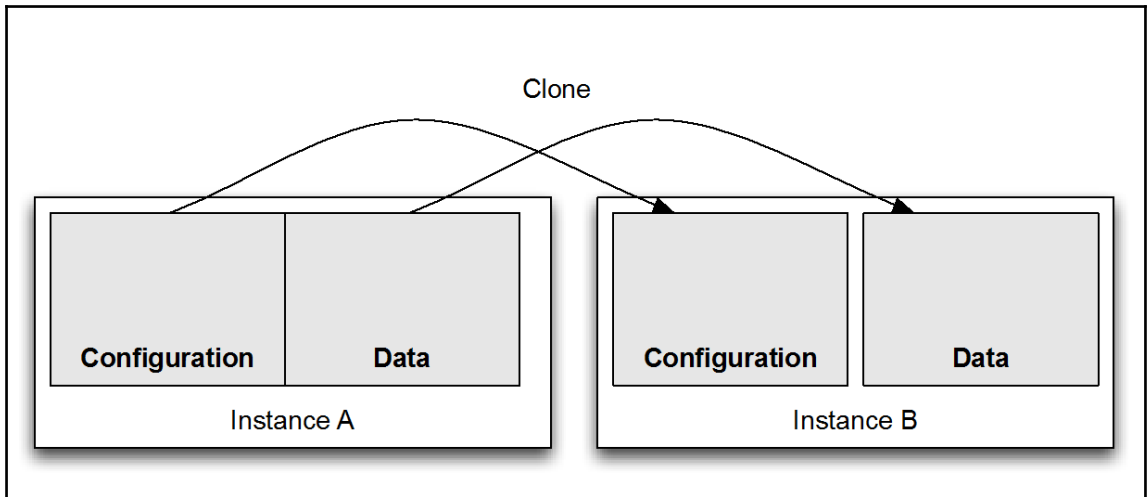 Clone
Configuration
Data
Configuration
Data
Instance A
Instance B